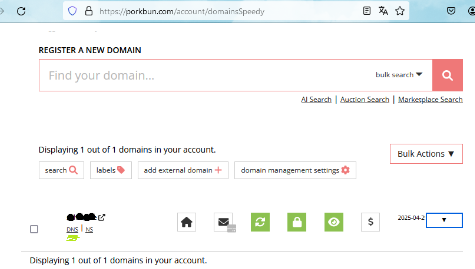 https://porkbun.com/account/domainsSpeedy
REGISTER A NEW DOMAIN
Find your domain... bulk search ▼
AI Search | Auction Search | Marketplace Search
Displaying 1 out of 1 domains in your account.
Bulk Actions ▼
search labels add external domain + domain management settings
DNS | NS
$ 2025-04-2 ▼
Displaying 1 out of 1 domains in your account.